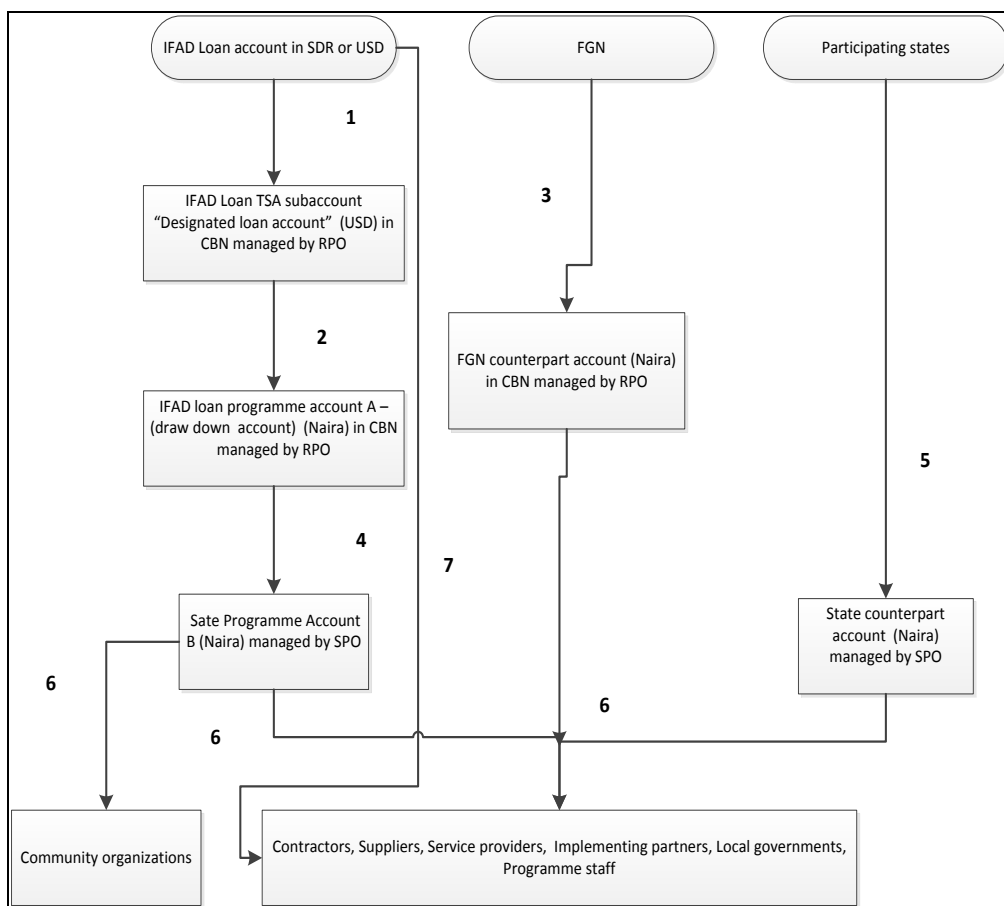 IFAD Loan account in SDR or USD
FGN
Participating states
1
IFAD Loan TSA subaccount
“Designated loan account” (USD) in
CBN managed by RPO
3
2
FGN counterpart account (Naira)
in CBN managed by RPO
IFAD loan programme account A –
(draw down account) (Naira) in CBN
managed by RPO
5
4
7
Sate Programme Account
B (Naira) managed by SPO
State counterpart
account (Naira)
managed by SPO
6
6
6
Community organizations
Contractors, Suppliers, Service providers, Implementing partners, Local governments,
Programme staff